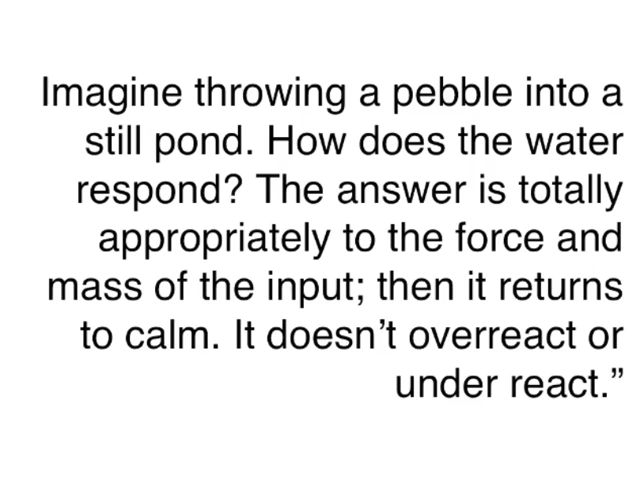 Imagine throwing a pebble into a
still pond. How does the water
respond? The answer is totally
appropriately to the force and
mass of the input; then it returns
to calm. It doesn’t overreact or
under react.”